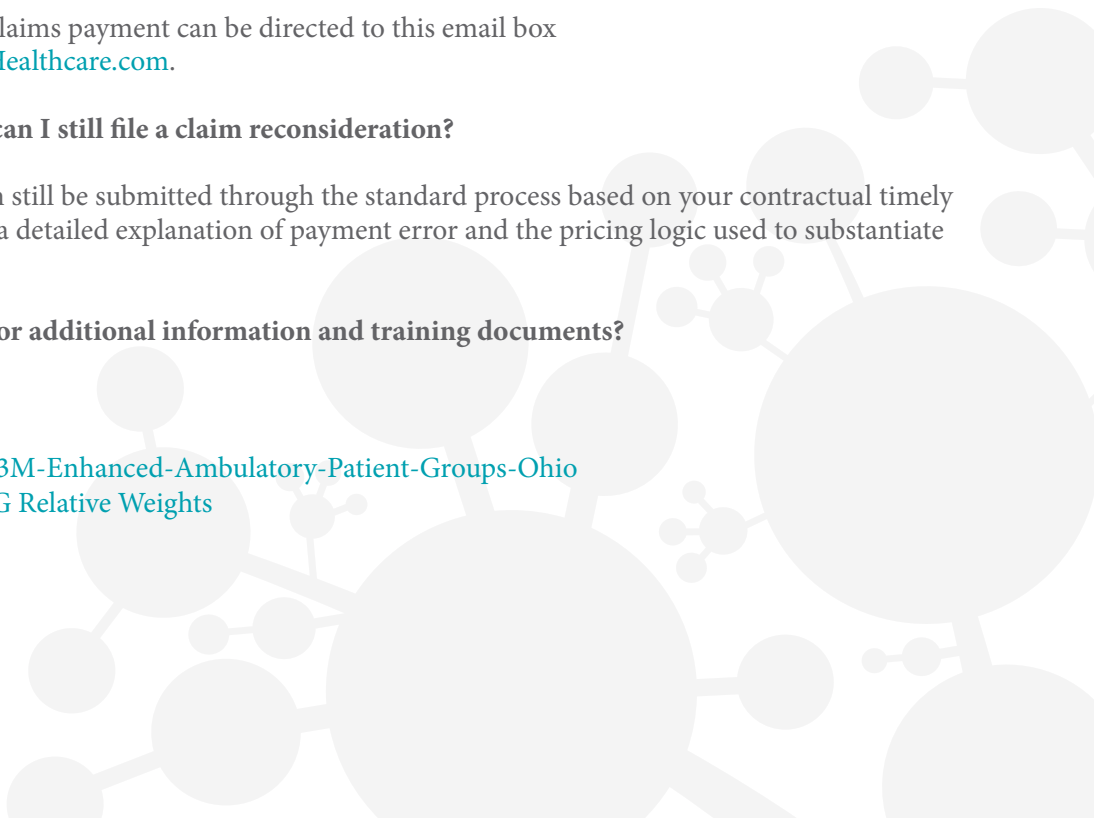 laims payment can be directed to this email box
ealthcare.com.
can I still file a claim reconsideration?
still be submitted through the standard process based on your contractual timely
a detailed explanation of payment error and the pricing logic used to substantiate
or additional information and training documents?
3M-Enhanced-Ambulatory-Patient-Groups-Ohio
G Relative Weights